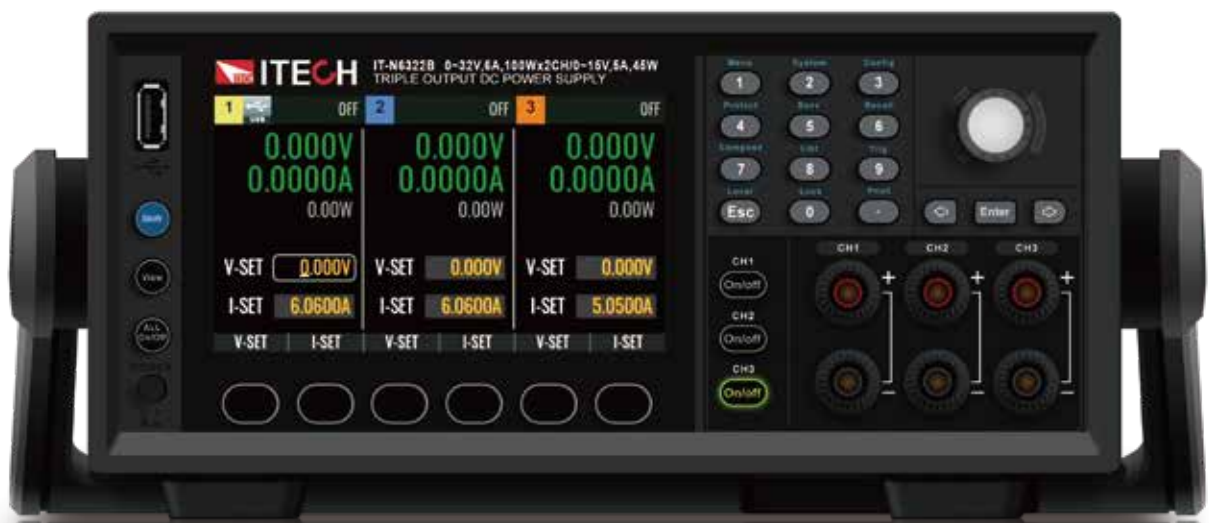 ITECH
IT-N6322B 0~32V,6A,100Wx2CH/0~15V,5A,45W
TRIPLE OUTPUT DC POWER SUPPLY
1 USB OFF 2 OFF 3 OFF
0.000V 0.000V 0.000V
0.0000A 0.0000A 0.0000A
0.00W 0.00W 0.00W
V-SET 0.000V V-SET 0.000V V-SET 0.000V
I-SET 6.0600A I-SET 6.0600A I-SET 5.0500A
V-SET I-SET V-SET I-SET V-SET I-SET
Shift
View
ALL
On/Off
POWER
Menu System Config
1 2 3
Protect Save Recall
4 5 6
7 8 9
Trig
Local Lock
Esc 0 .
Enter
CH1
On/off
CH2
On/off
CH3
On/off
CH1 CH2 CH3
+ + +
- - -